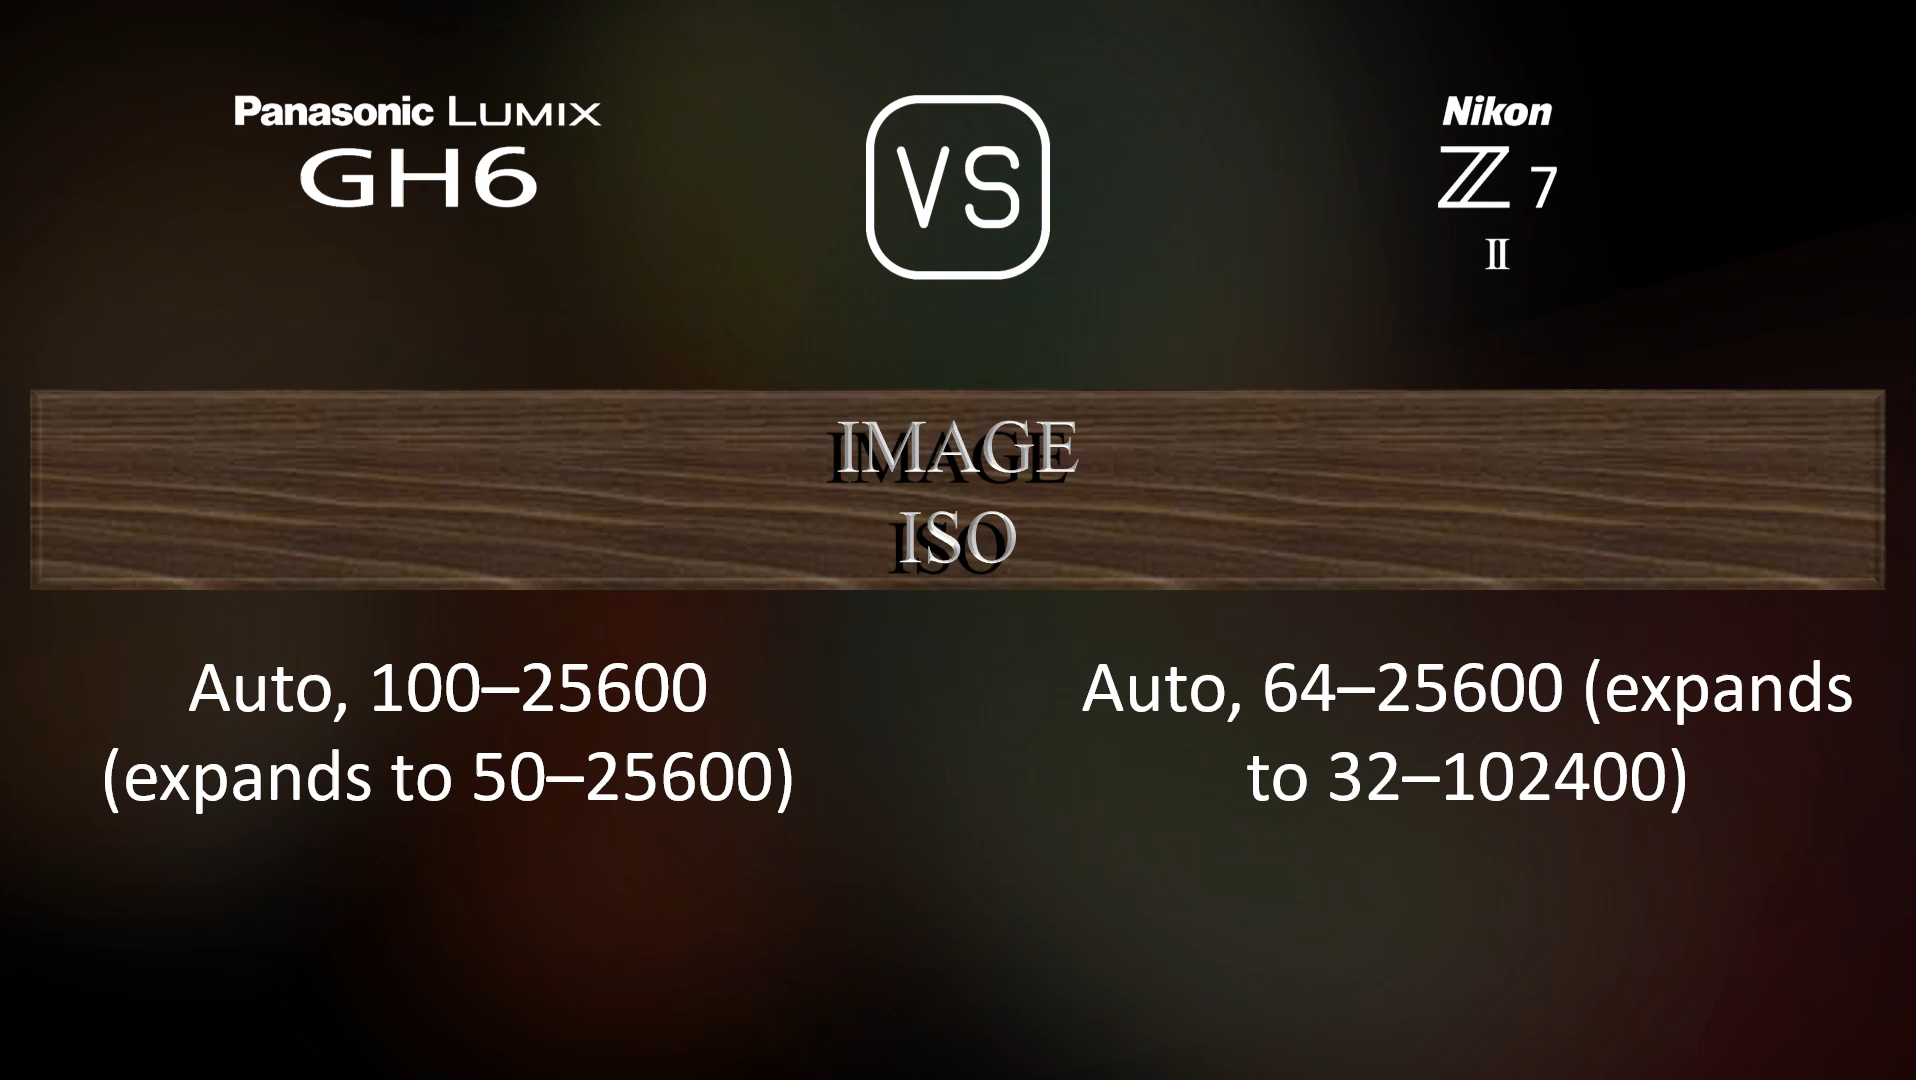 Panasonic LUMIX
GH6
VS
Nikon
Z 7
II
IMAGE
ISO
Auto, 100–25600
(expands to 50–25600)
Auto, 64–25600 (expands
to 32–102400)